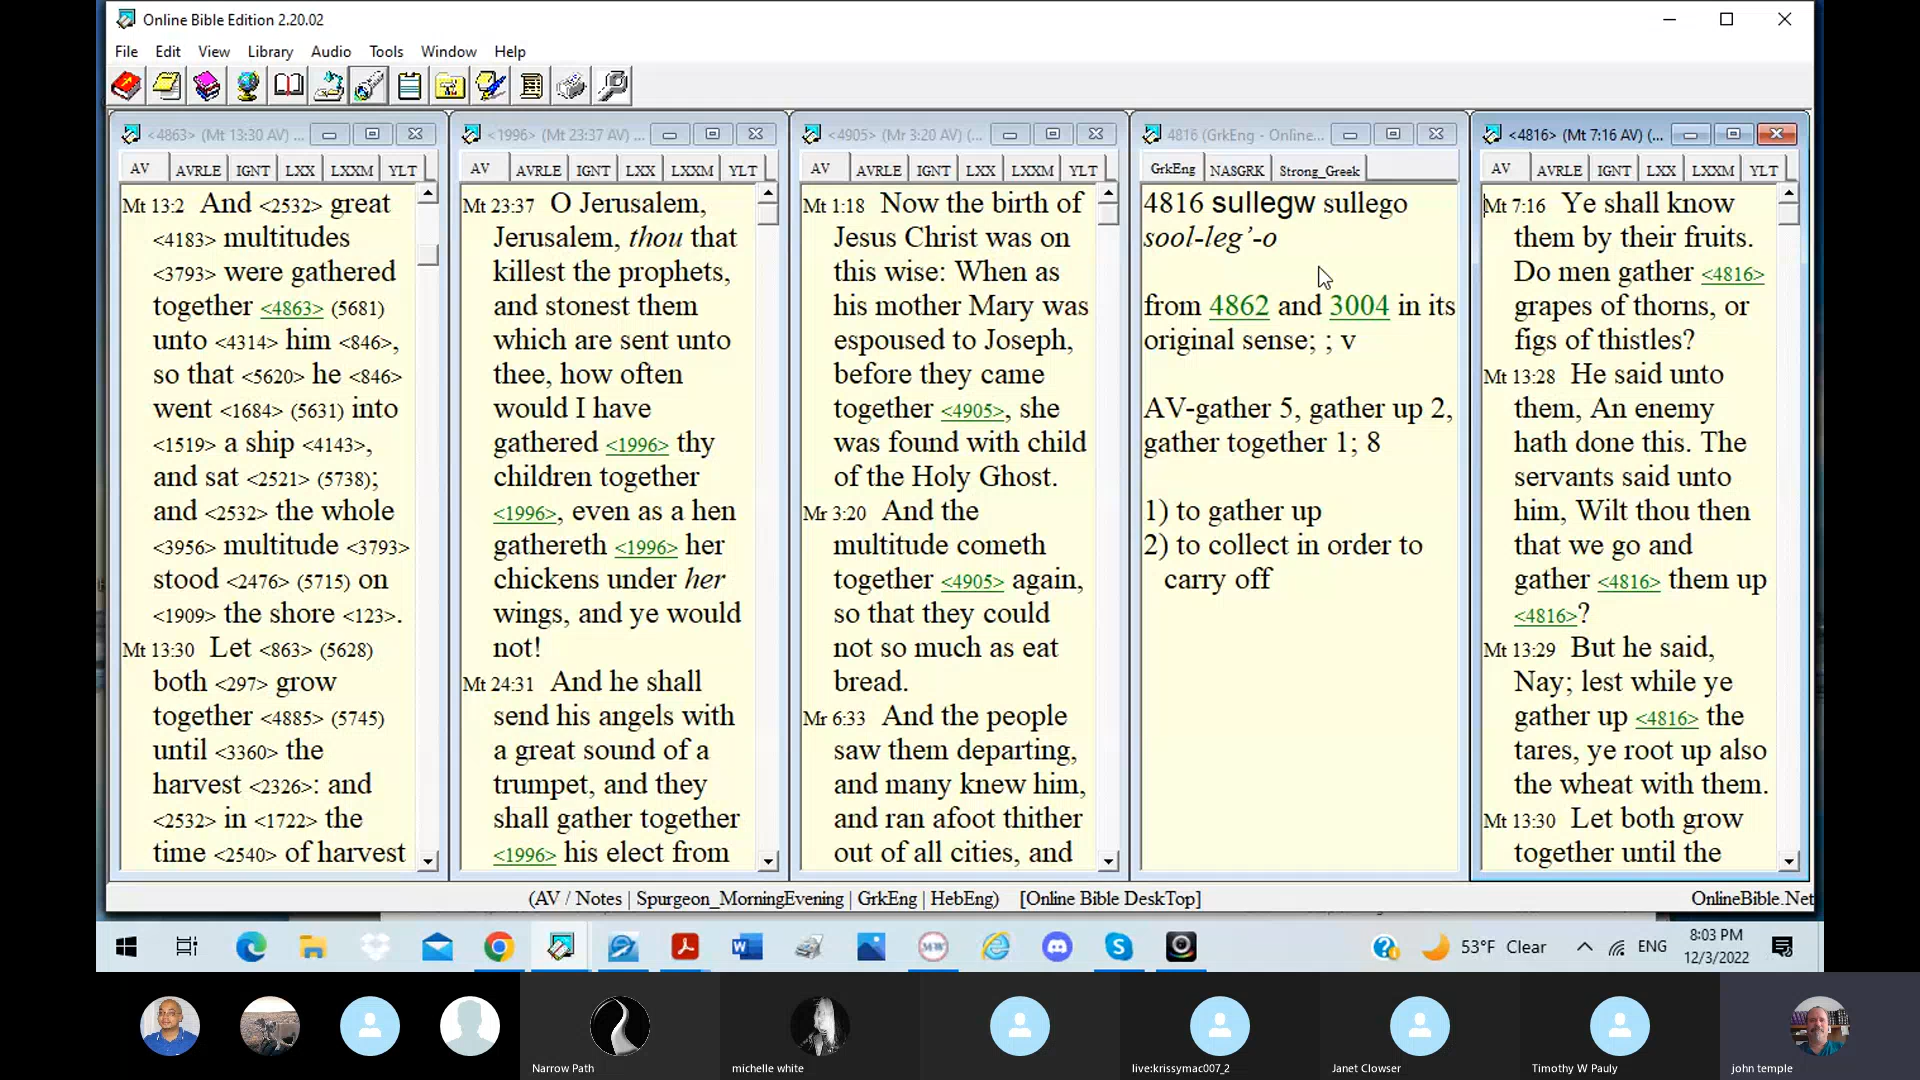 Online Bible Edition 2.20.02
File Edit View Library Audio Tools Window Help
<4863> (Mt 13:30 AV) ...
AV AVRLE IGNT LXX LXXM YLT
Mt 13:2 And <2532> great
<4183> multitudes
<3793> were gathered
together <4863> (5681)
unto <4314> him <846>,
so that <5620> he <846>
went <1684> (5631) into
<1519> a ship <4143>,
and sat <2521> (5738);
and <2532> the whole
<3956> multitude <3793>
stood <2476> (5715) on
<1909> the shore <123>.
Mt 13:30 Let <863> (5628)
both <297> grow
together <4885> (5745)
until <3360> the
harvest <2326>: and
<2532> in <1722> the
time <2540> of harvest
<1996> (Mt 23:37 AV) ...
AV AVRLE IGNT LXX LXXM YLT
Mt 23:37 O Jerusalem,
Jerusalem, thou that
killest the prophets,
and stonest them
which are sent unto
thee, how often
would I have
gathered <1996> thy
children together
<1996>, even as a hen
gathereth <1996> her
chickens under her
wings, and ye would
not!
Mt 24:31 And he shall
send his angels with
a great sound of a
trumpet, and they
shall gather together
<1996> his elect from
<4905> (Mr 3:20 AV) (...
AV AVRLE IGNT LXX LXXM YLT
Mt 1:18 Now the birth of
Jesus Christ was on
this wise: When as
his mother Mary was
espoused to Joseph,
before they came
together <4905>, she
was found with child
of the Holy Ghost.
Mr 3:20 And the
multitude cometh
together <4905> again,
so that they could
not so much as eat
bread.
Mr 6:33 And the people
saw them departing,
and many knew him,
and ran afoot thither
out of all cities, and
4816 (GrkEng - Online...
GrkEng NASGRK Strong_Greek
4816 sullegw sullego
sool-leg’-o
from 4862 and 3004 in its
original sense; ; v
AV-gather 5, gather up 2,
gather together 1; 8
1) to gather up
2) to collect in order to
carry off
<4816> (Mt 7:16 AV) (...
AV AVRLE IGNT LXX LXXM YLT
Mt 7:16 Ye shall know
them by their fruits.
Do men gather <4816>
grapes of thorns, or
figs of thistles?
Mt 13:28 He said unto
them, An enemy
hath done this. The
servants said unto
him, Wilt thou then
that we go and
gather <4816> them up
<4816>?
Mt 13:29 But he said,
Nay; lest while ye
gather up <4816> the
tares, ye root up also
the wheat with them.
Mt 13:30 Let both grow
together until the
(AV / Notes | Spurgeon_MorningEvening | GrkEng | HebEng) [Online Bible DeskTop] OnlineBible.Net
53°F Clear ENG 8:03 PM
12/3/2022
Narrow Path michelle white live:krissymac007_2 Janet Clowser Timothy W Pauly john temple